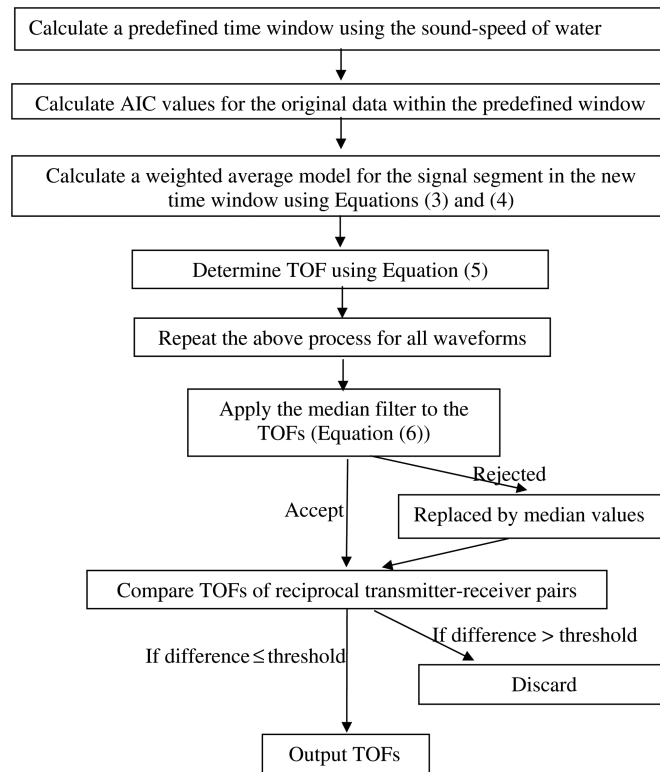 Calculate a predefined time window using the sound-speed of water
Calculate AIC values for the original data within the predefined window
Calculate a weighted average model for the signal segment in the new
time window using Equations (3) and (4)
Determine TOF using Equation (5)
Repeat the above process for all waveforms
Apply the median filter to the
TOFs (Equation (6))
Rejected
Accept
Replaced by median values
Compare TOFs of reciprocal transmitter-receiver pairs
If difference > threshold
If difference ≤ threshold
Discard
Output TOFs